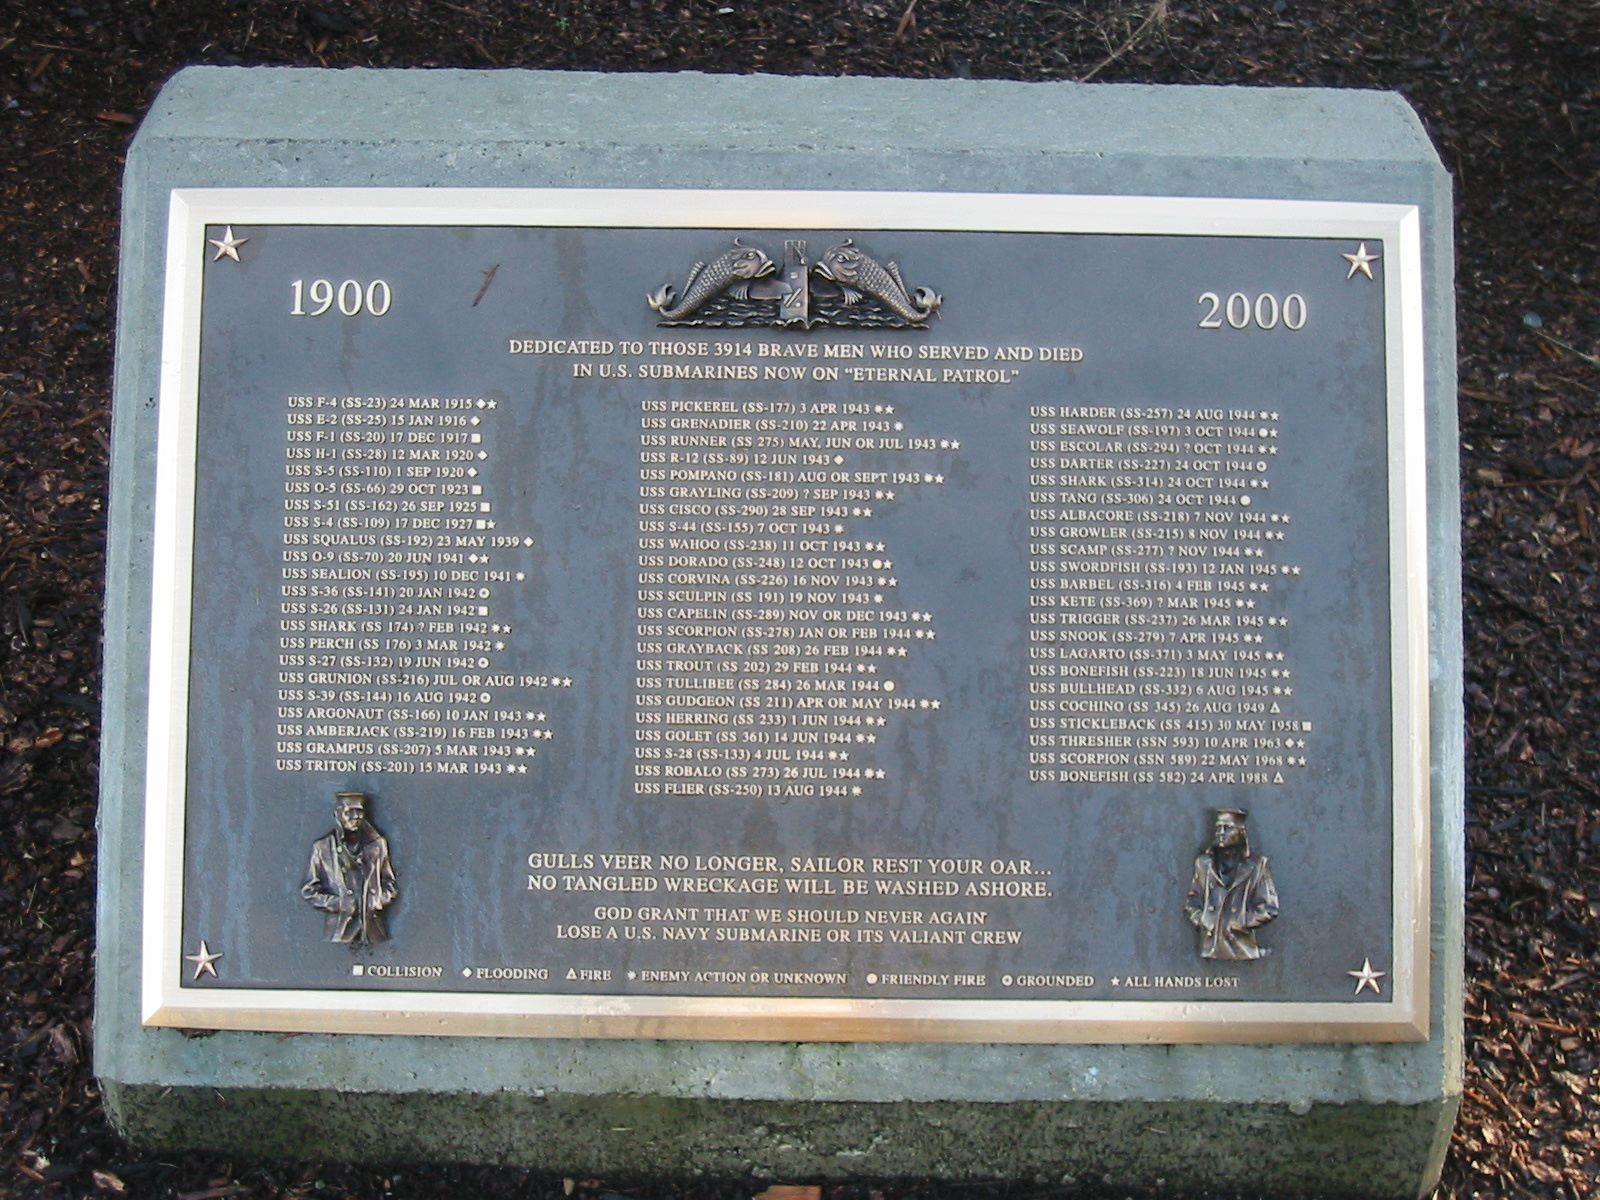 1900
2000
DEDICATED TO THOSE 3914 BRAVE MEN WHO SERVED AND DIED
IN U.S. SUBMARINES NOW ON "ETERNAL PATROL"
USS F-4 (SS-23) 24 MAR 1915 ◆★
USS E-2 (SS-25) 15 JAN 1916 ◆
USS F-1 (SS-20) 17 DEC 1917 ■
USS H-1 (SS-28) 12 MAR 1920 ◆
USS S-5 (SS-110) 1 SEP 1920 ◆
USS O-5 (SS-66) 29 OCT 1923 ■
USS S-51 (SS-162) 26 SEP 1925 ■
USS S-4 (SS-109) 17 DEC 1927 ■★
USS SQUALUS (SS-192) 23 MAY 1939 ◆
USS O-9 (SS-70) 20 JUN 1941 ◆★
USS SEALION (SS-195) 10 DEC 1941 ✷
USS S-36 (SS-141) 20 JAN 1942 ✪
USS S-26 (SS-131) 24 JAN 1942 ■
USS SHARK (SS 174) ? FEB 1942 ✷★
USS PERCH (SS 176) 3 MAR 1942 ✷
USS S-27 (SS-132) 19 JUN 1942 ✪
USS GRUNION (SS-216) JUL OR AUG 1942 ✷★
USS S-39 (SS-144) 16 AUG 1942 ✪
USS ARGONAUT (SS-166) 10 JAN 1943 ✷★
USS AMBERJACK (SS-219) 16 FEB 1943 ✷★
USS GRAMPUS (SS-207) 5 MAR 1943 ✷★
USS TRITON (SS-201) 15 MAR 1943 ✷★
USS PICKEREL (SS-177) 3 APR 1943 ✷★
USS GRENADIER (SS-210) 22 APR 1943 ✷
USS RUNNER (SS 275) MAY, JUN OR JUL 1943 ✷★
USS R-12 (SS-89) 12 JUN 1943 ◆
USS POMPANO (SS-181) AUG OR SEPT 1943 ✷★
USS GRAYLING (SS-209) ? SEP 1943 ✷★
USS CISCO (SS-290) 28 SEP 1943 ✷★
USS S-44 (SS-155) 7 OCT 1943 ✷
USS WAHOO (SS-238) 11 OCT 1943 ✷★
USS DORADO (SS-248) 12 OCT 1943 ●★
USS CORVINA (SS-226) 16 NOV 1943 ✷★
USS SCULPIN (SS 191) 19 NOV 1943 ✷
USS CAPELIN (SS-289) NOV OR DEC 1943 ✷★
USS SCORPION (SS-278) JAN OR FEB 1944 ✷★
USS GRAYBACK (SS 208) 26 FEB 1944 ✷★
USS TROUT (SS 202) 29 FEB 1944 ✷★
USS TULLIBEE (SS 284) 26 MAR 1944 ●
USS GUDGEON (SS 211) APR OR MAY 1944 ✷★
USS HERRING (SS 233) 1 JUN 1944 ✷★
USS GOLET (SS 361) 14 JUN 1944 ✷★
USS S-28 (SS-133) 4 JUL 1944 ✷★
USS ROBALO (SS 273) 26 JUL 1944 ✷★
USS FLIER (SS-250) 13 AUG 1944 ✷
USS HARDER (SS-257) 24 AUG 1944 ✷★
USS SEAWOLF (SS-197) 3 OCT 1944 ●★
USS ESCOLAR (SS-294) ? OCT 1944 ✷★
USS DARTER (SS-227) 24 OCT 1944 ✪
USS SHARK (SS-314) 24 OCT 1944 ✷★
USS TANG (SS-306) 24 OCT 1944 ●
USS ALBACORE (SS-218) 7 NOV 1944 ✷★
USS GROWLER (SS-215) 8 NOV 1944 ✷★
USS SCAMP (SS-277) ? NOV 1944 ✷★
USS SWORDFISH (SS-193) 12 JAN 1945 ✷★
USS BARBEL (SS-316) 4 FEB 1945 ✷★
USS KETE (SS-369) ? MAR 1945 ✷★
USS TRIGGER (SS-237) 26 MAR 1945 ✷★
USS SNOOK (SS-279) 7 APR 1945 ✷★
USS LAGARTO (SS-371) 3 MAY 1945 ✷★
USS BONEFISH (SS-223) 18 JUN 1945 ✷★
USS BULLHEAD (SS-332) 6 AUG 1945 ✷★
USS COCHINO (SS 345) 26 AUG 1949 △
USS STICKLEBACK (SS 415) 30 MAY 1958 ■
USS THRESHER (SSN 593) 10 APR 1963 ◆★
USS SCORPION (SSN 589) 22 MAY 1968 ✷★
USS BONEFISH (SS 582) 24 APR 1988 △
GULLS VEER NO LONGER, SAILOR REST YOUR OAR...
NO TANGLED WRECKAGE WILL BE WASHED ASHORE.
GOD GRANT THAT WE SHOULD NEVER AGAIN
LOSE A U.S. NAVY SUBMARINE OR ITS VALIANT CREW
■ COLLISION ◆ FLOODING △ FIRE ✷ ENEMY ACTION OR UNKNOWN ● FRIENDLY FIRE ✪ GROUNDED ★ ALL HANDS LOST